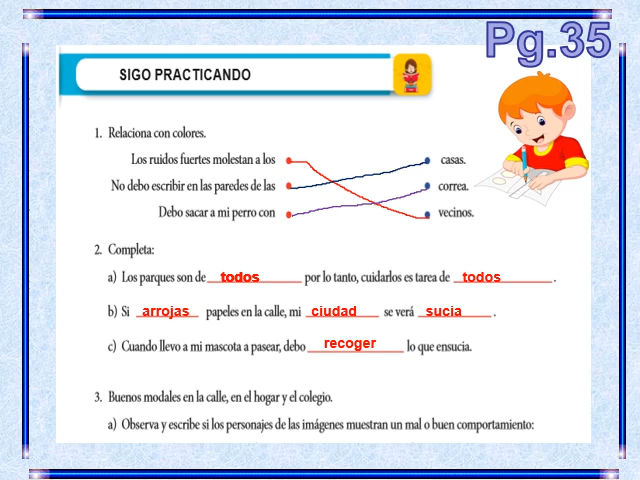 Pg.35
SIGO PRACTICANDO
1. Relaciona con colores.
Los ruidos fuertes molestan a los casas.
No debo escribir en las paredes de las correa.
Debo sacar a mi perro con vecinos.
2. Completa:
a) Los parques son de todos por lo tanto, cuidarlos es tarea de todos.
b) Si arrojas papeles en la calle, mi ciudad se verá sucia.
c) Cuando llevo a mi mascota a pasear, debo recoger lo que ensucia.
3. Buenos modales en la calle, en el hogar y el colegio.
a) Observa y escribe si los personajes de las imágenes muestran un mal o buen comportamiento: